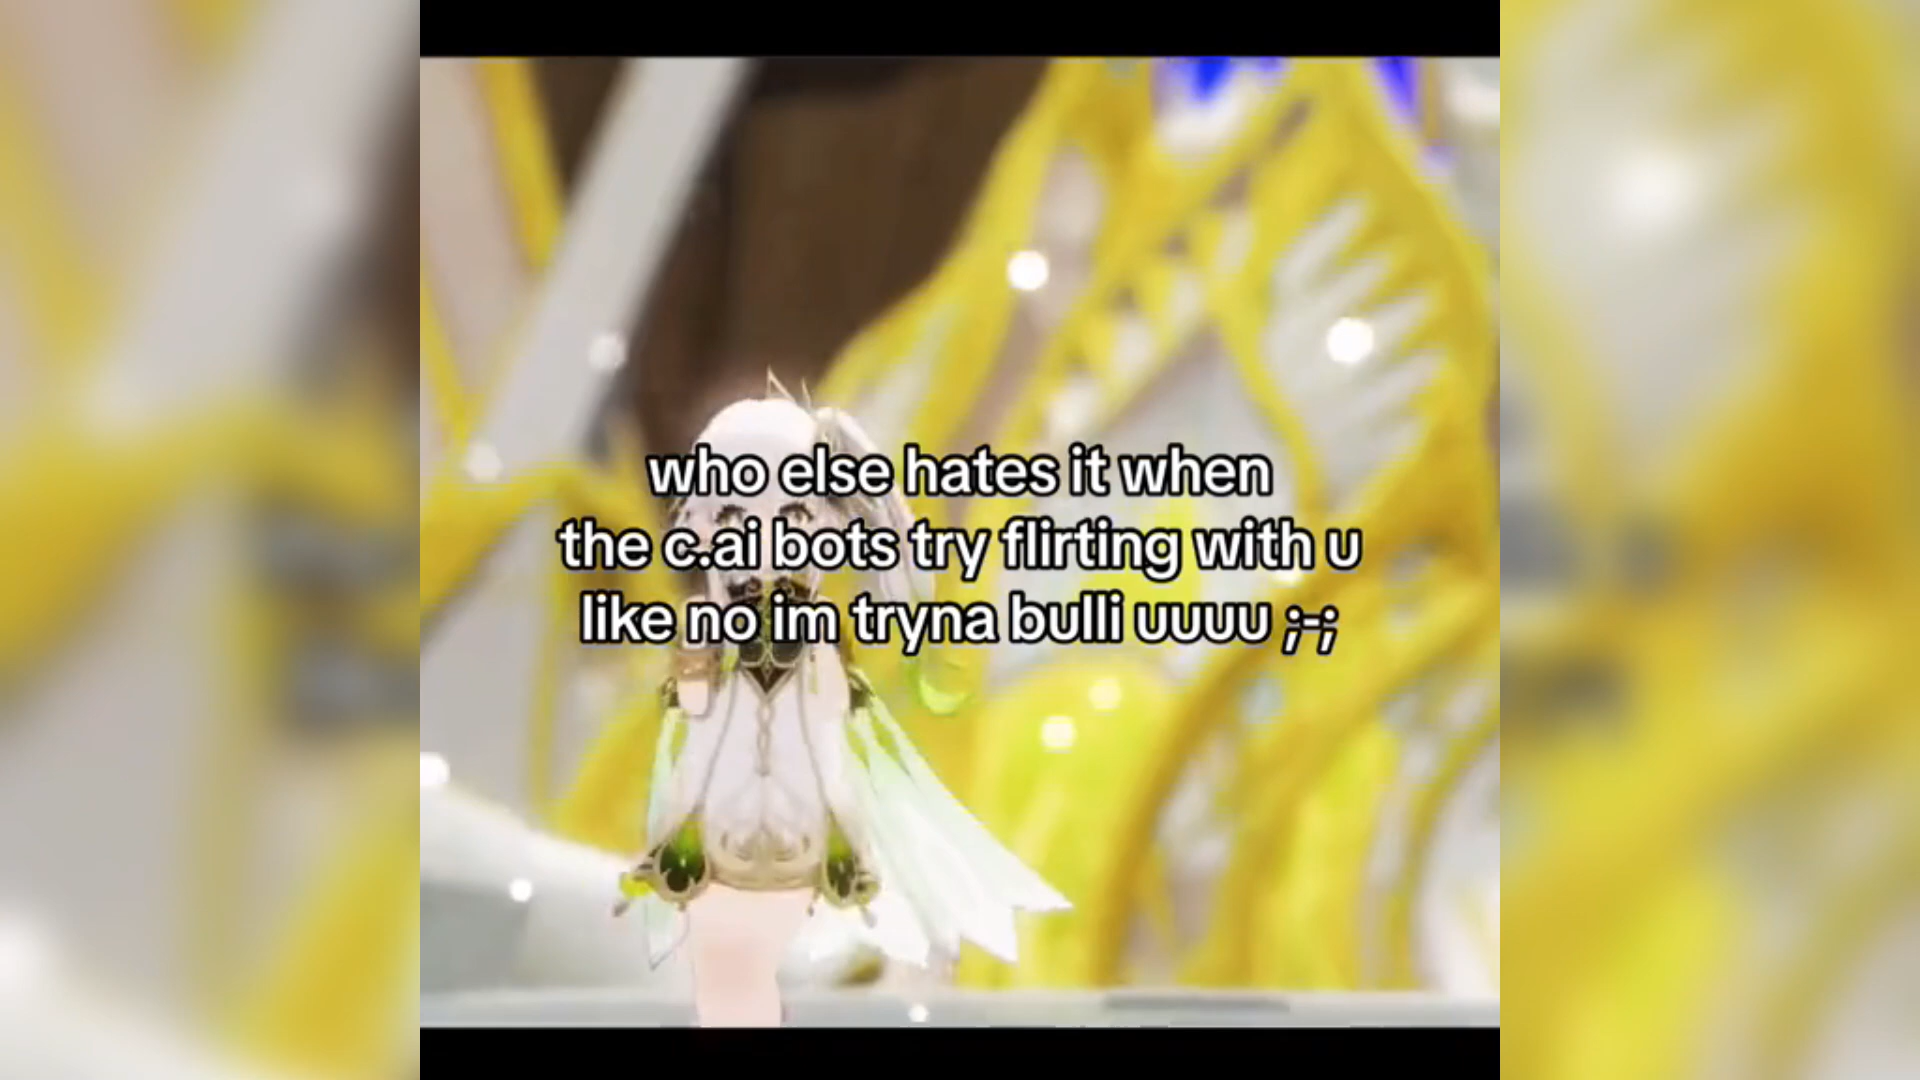 who else hates it when
the c.ai bots try flirting with u
like no im tryna bulli uuuu ;-;